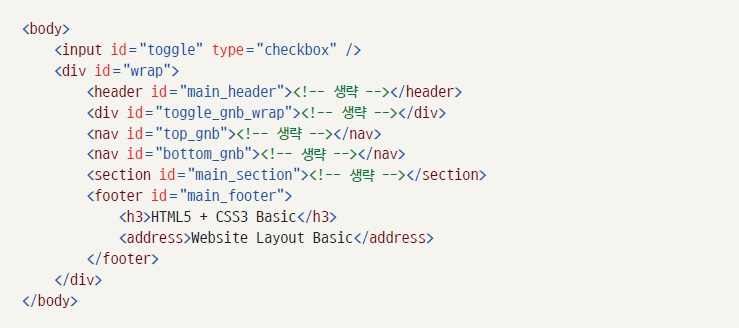 <body>
<input id="toggle" type="checkbox" />
<div id="wrap">
<header id="main_header"><!-- 생략 --></header>
<div id="toggle_gnb_wrap"><!-- 생략 --></div>
<nav id="top_gnb"><!-- 생략 --></nav>
<nav id="bottom_gnb"><!-- 생략 --></nav>
<section id="main_section"><!-- 생략 --></section>
<footer id="main_footer">
<h3>HTML5 + CSS3 Basic</h3>
<address>Website Layout Basic</address>
</footer>
</div>
</body>